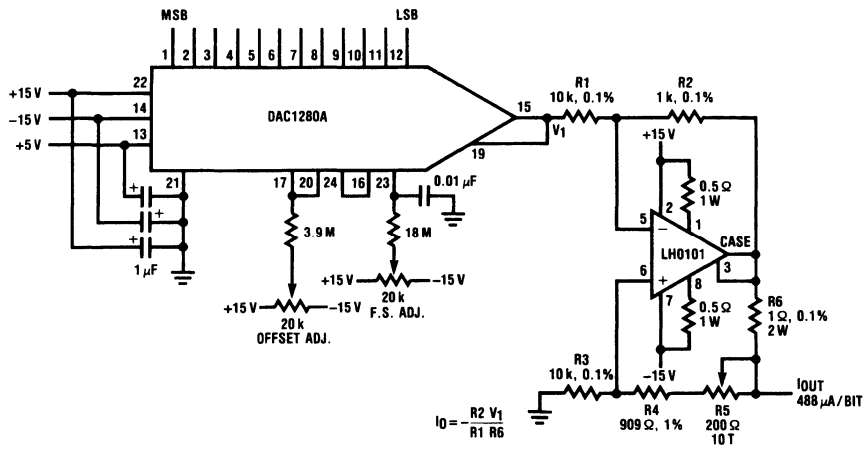 MSB LSB
1 2 3 4 5 6 7 8 9 10 11 12
+15 V 22
-15 V 14
+5 V 13
DAC1280A
15
19
V1
R1
10 k, 0.1%
R2
1 k, 0.1%
+15 V
0.5 Ω
1 W
2 1
5 −
LH0101
CASE
3
6 +
7 8
0.5 Ω
1 W
-15 V
R6
1 Ω, 0.1%
2 W
21
17 20 24 16 23
0.01 µF
+
+
+
1 µF
3.9 M
18 M
+15 V -15 V
20 k
F.S. ADJ.
+15 V -15 V
20 k
OFFSET ADJ.
R3
10 k, 0.1%
R4
909 Ω, 1%
R5
200 Ω
10 T
IOUT
488 µA/BIT
IO = - R2 V1
R1 R6